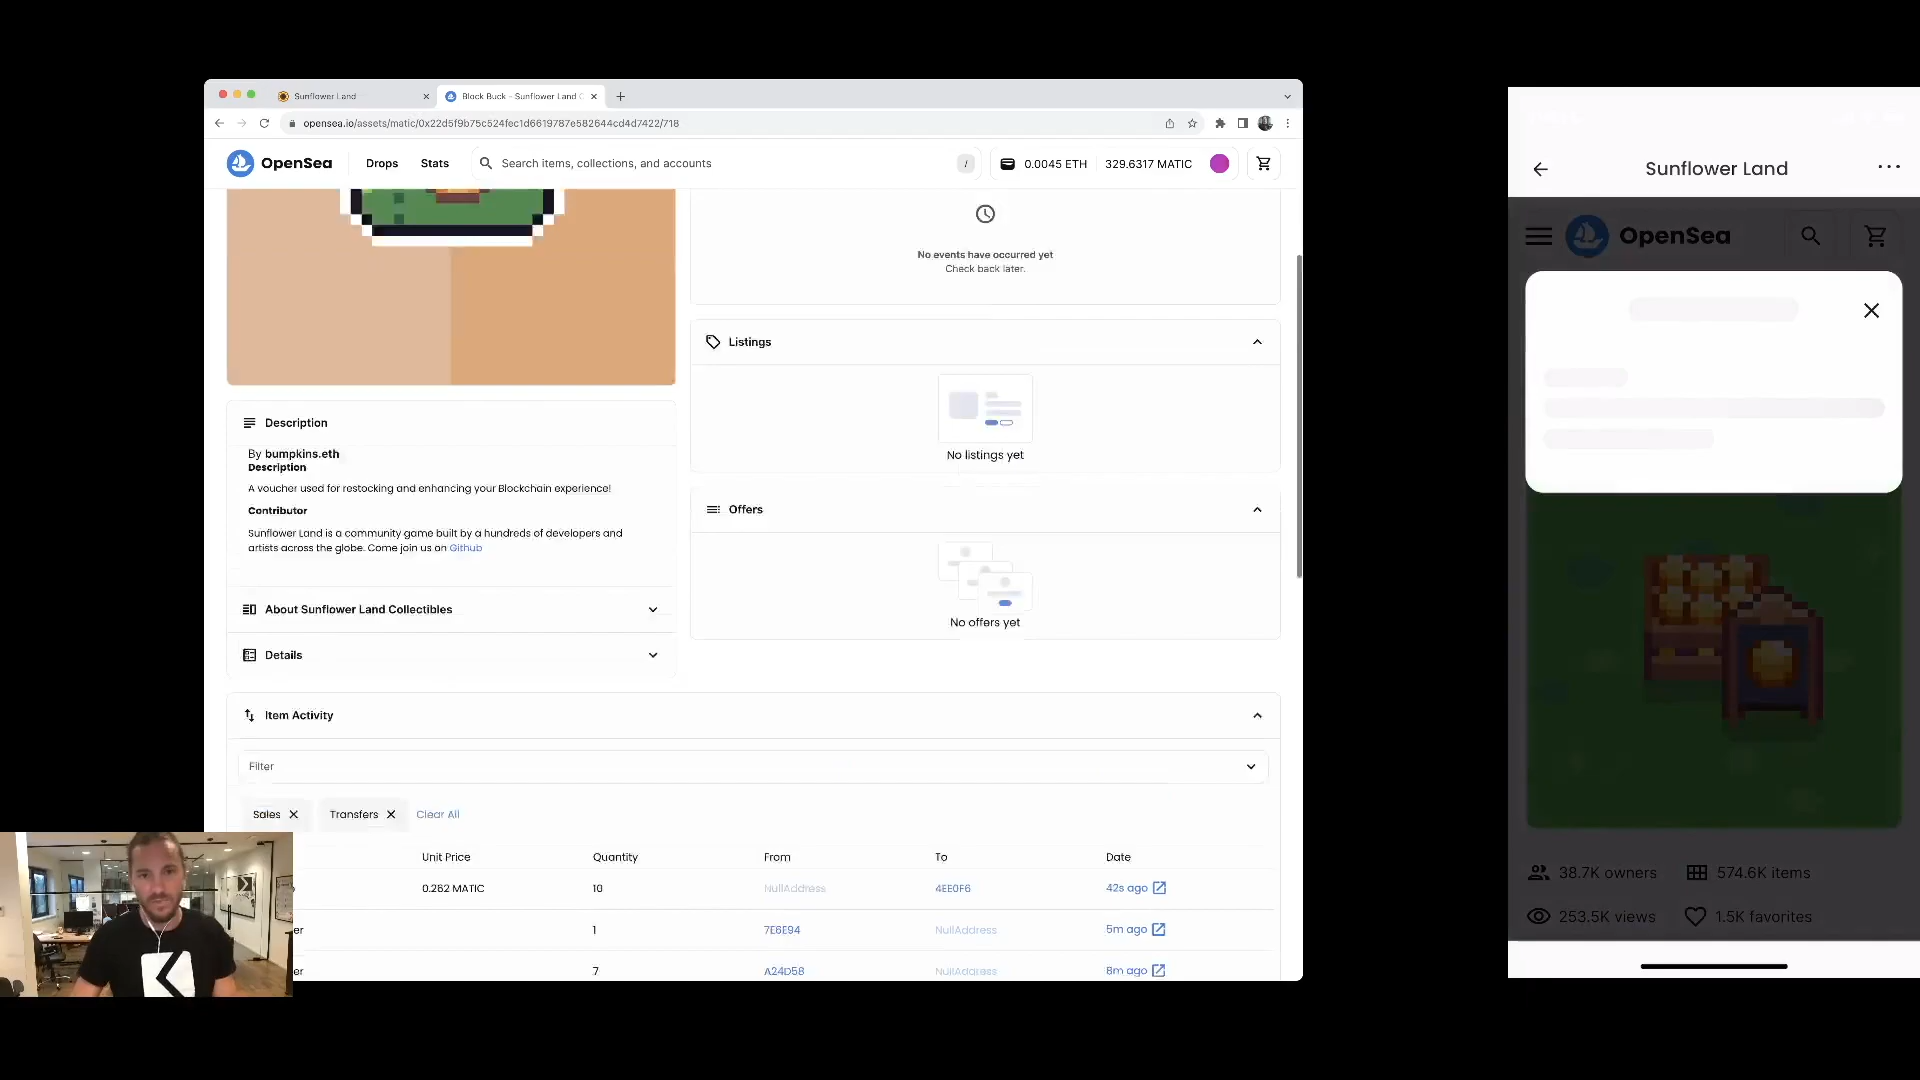 Sunflower Land
Block Buck - Sunflower Land C
opensea.io/assets/matic/0x22d5f9b75c524fec1d6619787e582644cd4d7422/718
OpenSea
Drops
Stats
Search items, collections, and accounts
/
0.0045 ETH
329.6317 MATIC
No events have occurred yet
Check back later.
Listings
No listings yet
Description
By bumpkins.eth
Description
A voucher used for restocking and enhancing your Blockchain experience!
Contributor
Sunflower Land is a community game built by a hundreds of developers and
artists across the globe. Come join us on Github
Offers
No offers yet
About Sunflower Land Collectibles
Details
Item Activity
Filter
Sales
Transfers
Clear All
Unit Price Quantity From To Date
0.282 MATIC 10 NullAddress 4EE0F6 42s ago
er 1 7E6E94 NullAddress 5m ago
er 7 A24D58 NullAddress 8m ago
Sunflower Land
OpenSea
38.7K owners
574.6K items
253.5K views
1.5K favorites